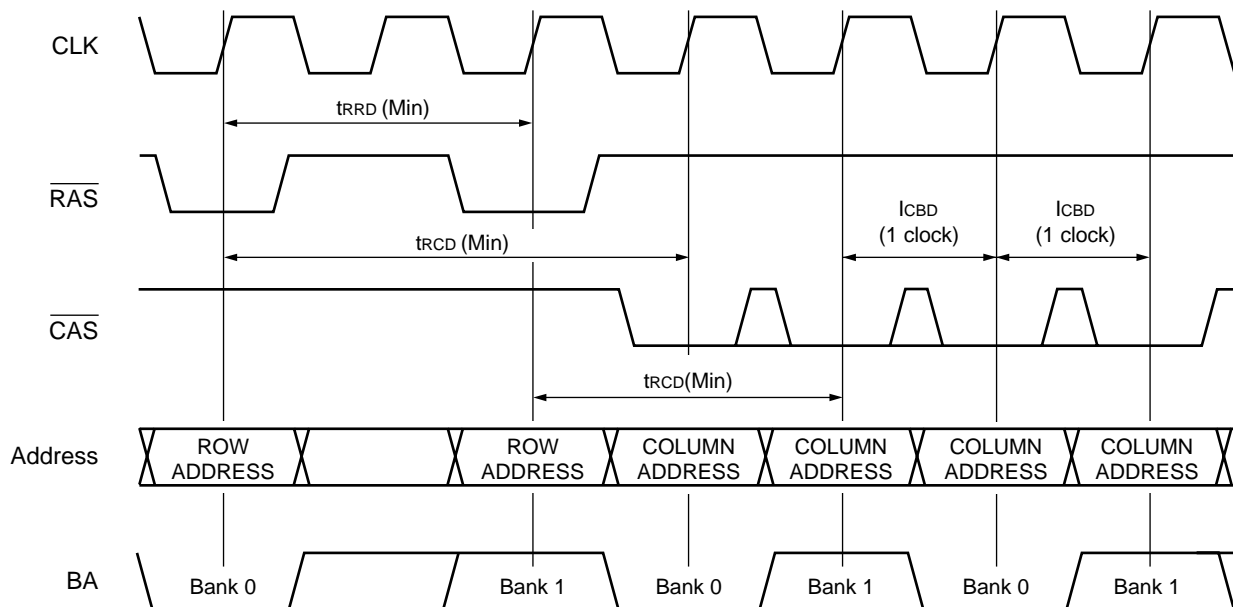 CLK
tRRD (Min)
RAS
ICBD
(1 clock)
ICBD
(1 clock)
tRCD (Min)
CAS
tRCD(Min)
Address
ROW
ADDRESS
ROW
ADDRESS
COLUMN
ADDRESS
COLUMN
ADDRESS
COLUMN
ADDRESS
COLUMN
ADDRESS
BA
Bank 0
Bank 1
Bank 0
Bank 1
Bank 0
Bank 1